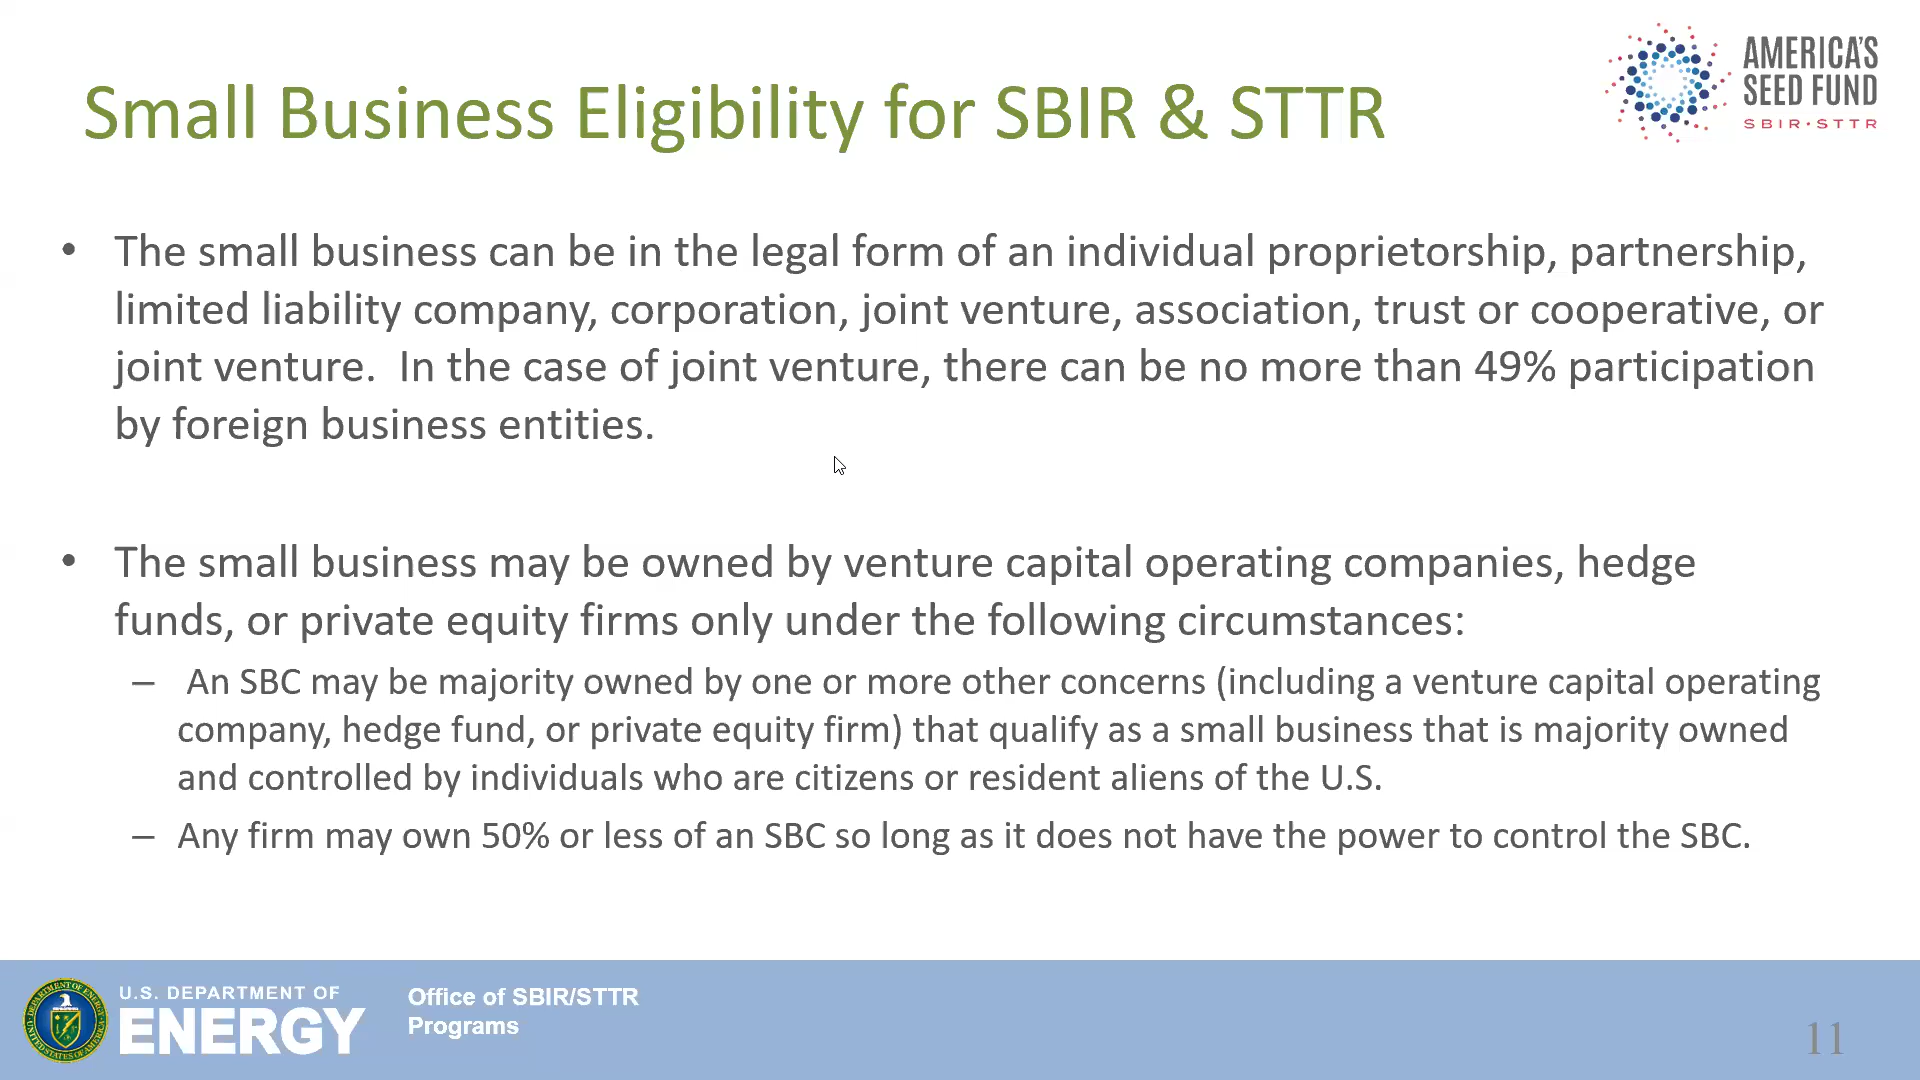 AMERICA'S
SEED FUND
SBIR•STTR
Small Business Eligibility for SBIR & STTR
• The small business can be in the legal form of an individual proprietorship, partnership,
limited liability company, corporation, joint venture, association, trust or cooperative, or
joint venture.  In the case of joint venture, there can be no more than 49% participation
by foreign business entities.
• The small business may be owned by venture capital operating companies, hedge
funds, or private equity firms only under the following circumstances:
– An SBC may be majority owned by one or more other concerns (including a venture capital operating
company, hedge fund, or private equity firm) that qualify as a small business that is majority owned
and controlled by individuals who are citizens or resident aliens of the U.S.
– Any firm may own 50% or less of an SBC so long as it does not have the power to control the SBC.
DEPARTMENT OF ENERGY
UNITED STATES OF AMERICA
U.S. DEPARTMENT OF
ENERGY
Office of SBIR/STTR
Programs
11